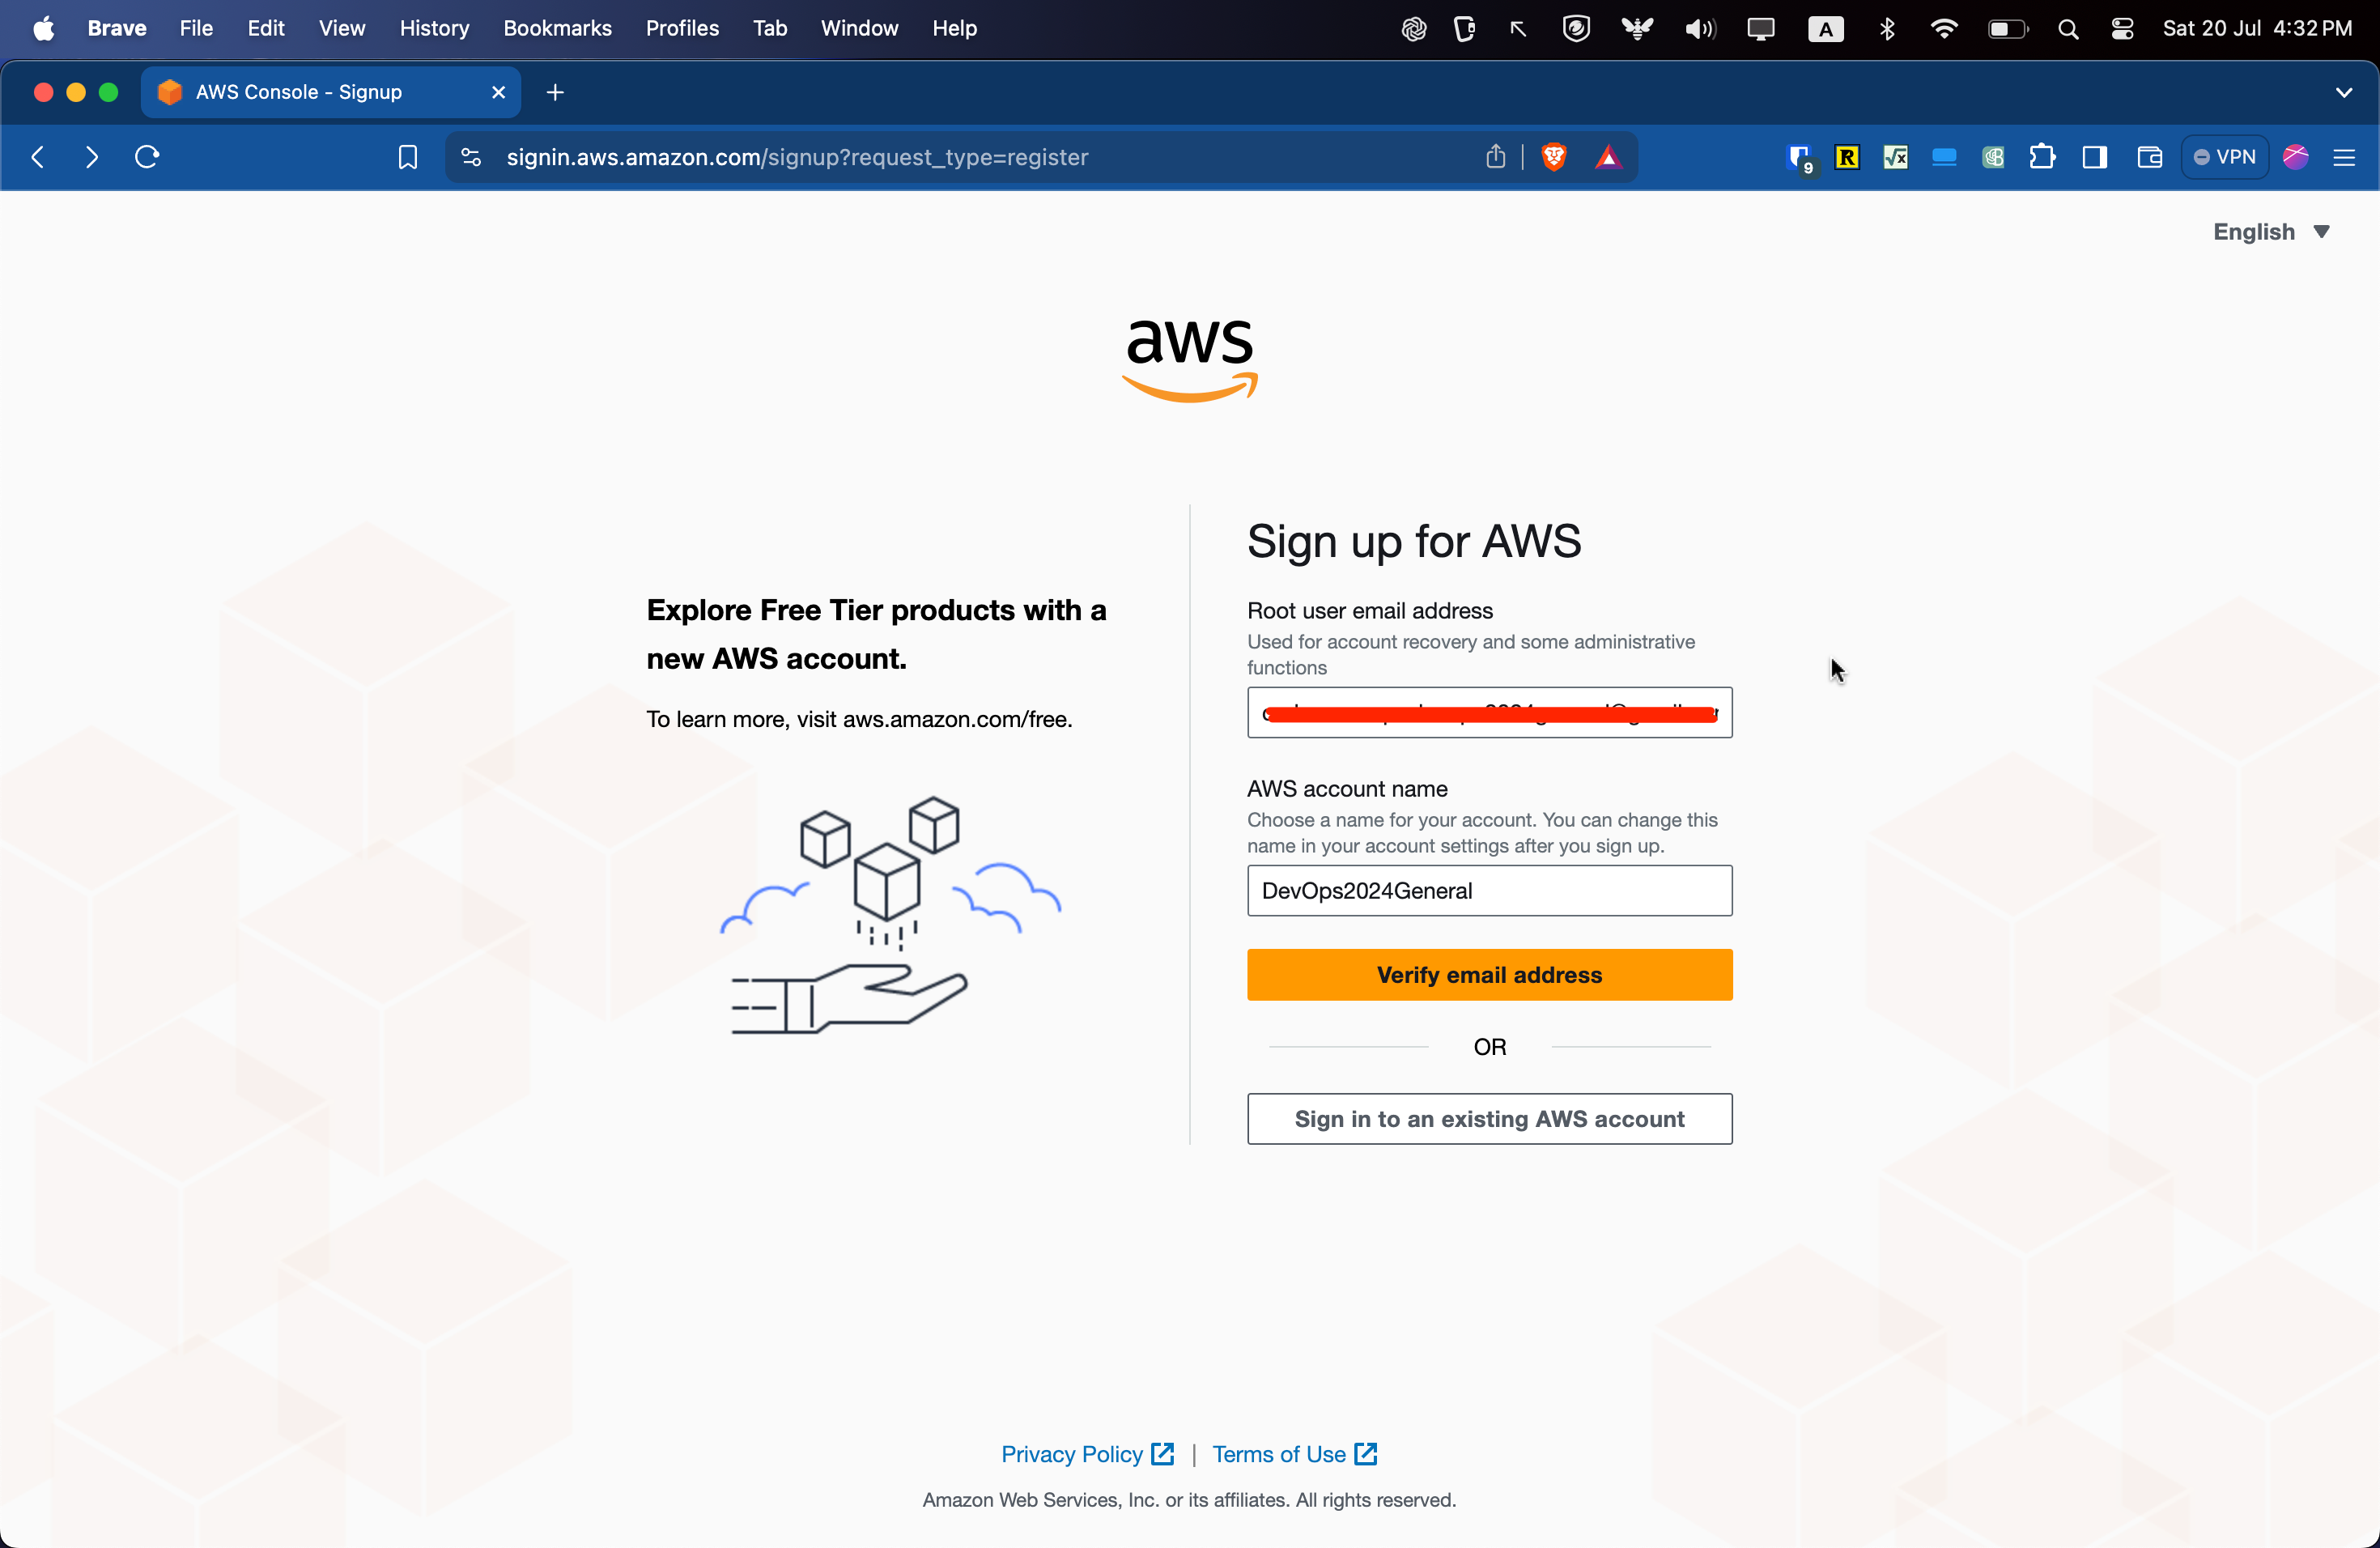 Brave File Edit View History Bookmarks Profiles Tab Window Help A Sat 20 Jul 4:32 PM
AWS Console - Signup
signin.aws.amazon.com/signup?request_type=register 9 R √x VPN
English
aws
Explore Free Tier products with a
new AWS account.
To learn more, visit aws.amazon.com/free.
Sign up for AWS
Root user email address
Used for account recovery and some administrative
functions
AWS account name
Choose a name for your account. You can change this
name in your account settings after you sign up.
DevOps2024General
Verify email address
OR
Sign in to an existing AWS account
Privacy Policy | Terms of Use
Amazon Web Services, Inc. or its affiliates. All rights reserved.